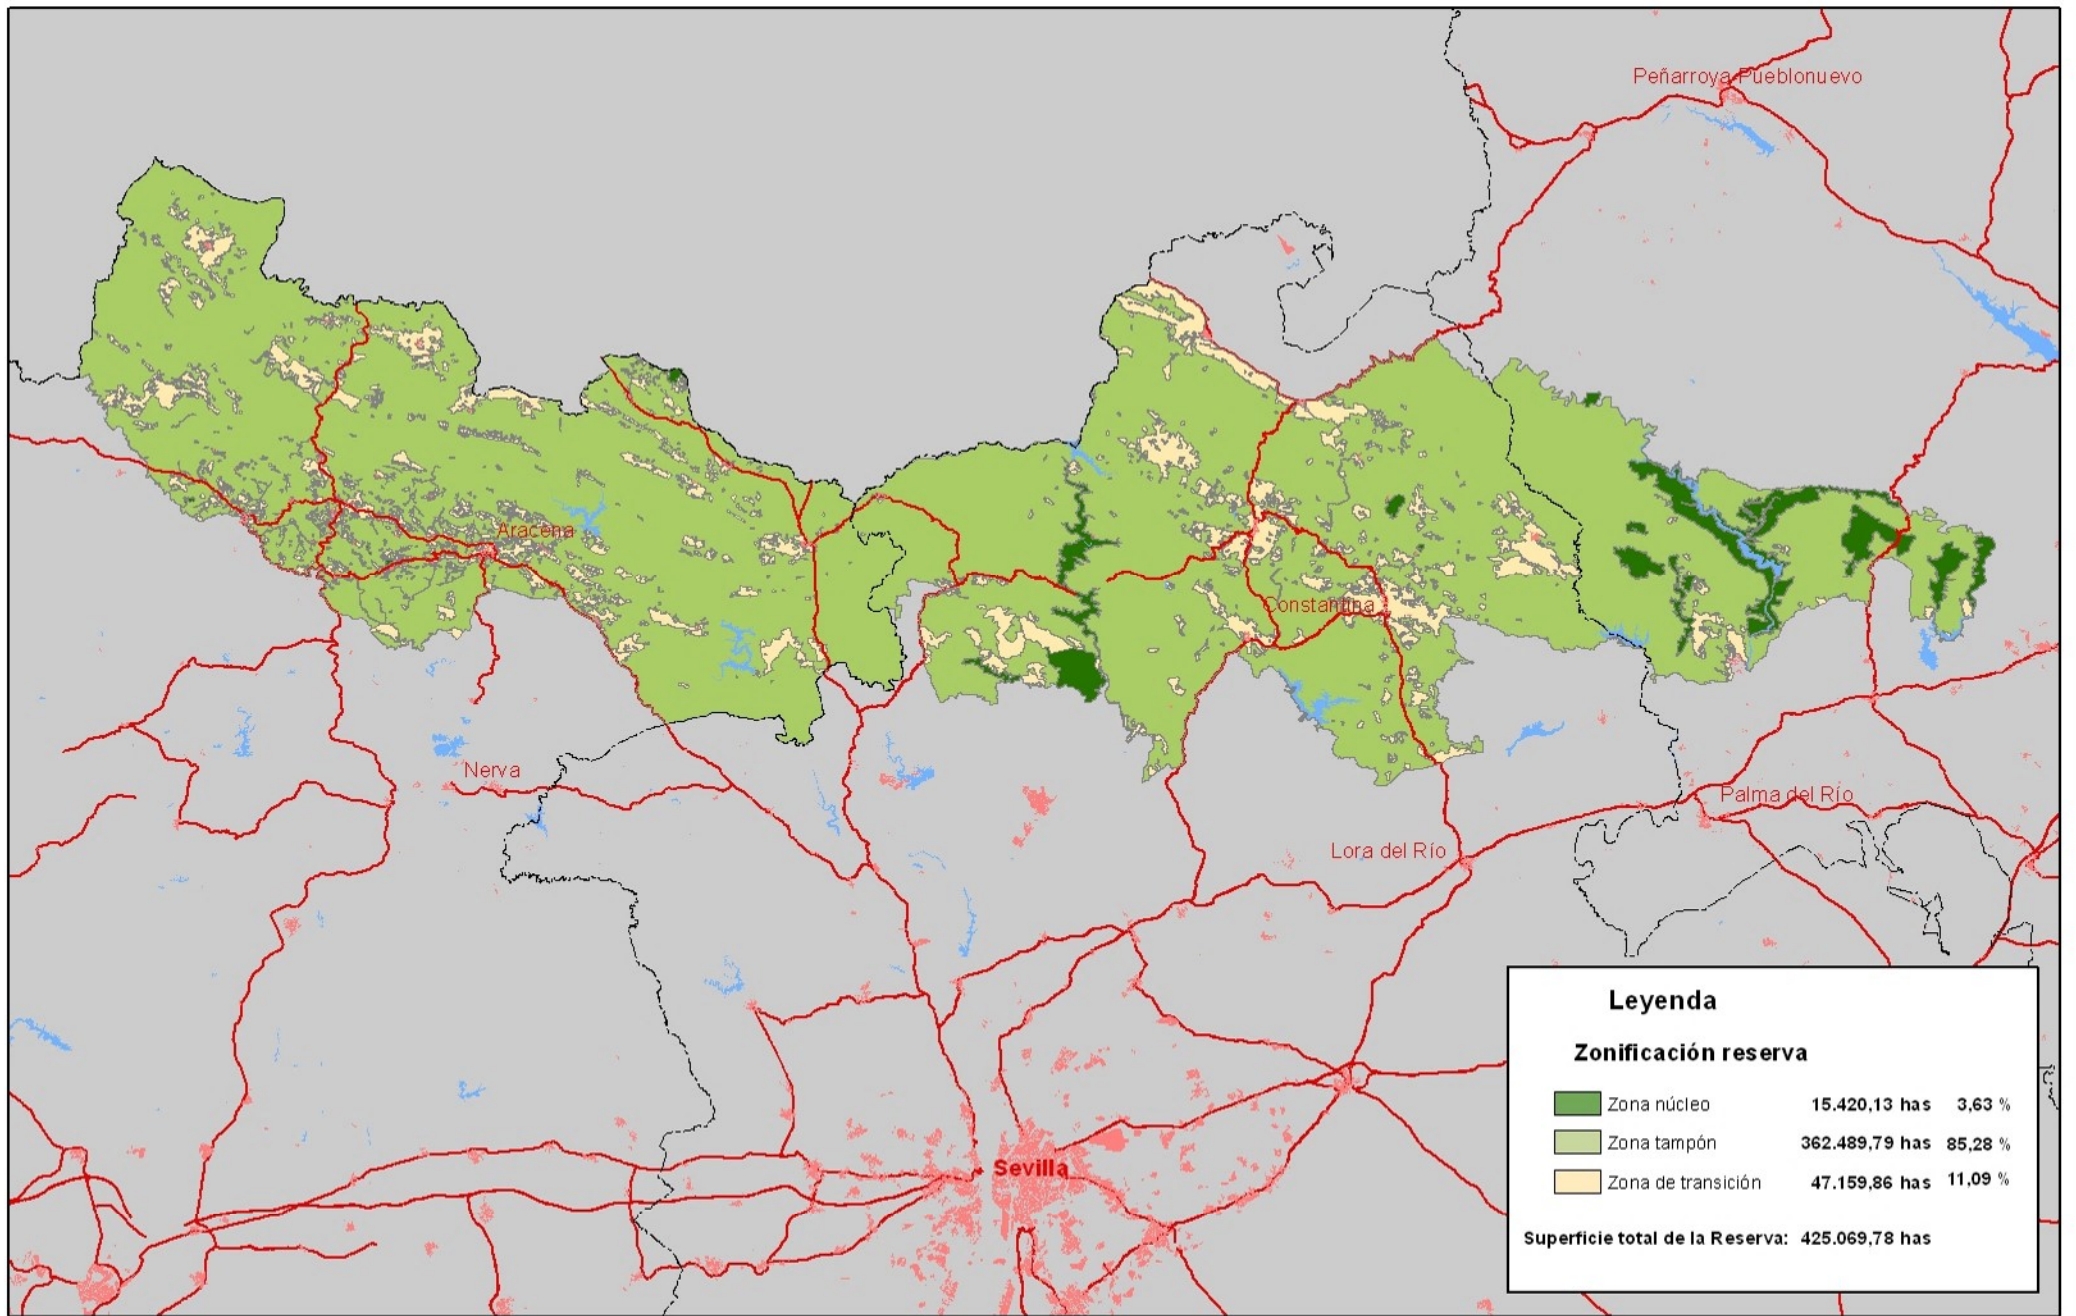 Peñarroya-Pueblonuevo
Aracena
Constantina
Nerva
Palma del Río
Lora del Río
Sevilla
Leyenda
Zonificación reserva
Zona núcleo 15.420,13 has 3,63 %
Zona tampón 362.489,79 has 85,28 %
Zona de transición 47.159,86 has 11,09 %
Superficie total de la Reserva: 425.069,78 has